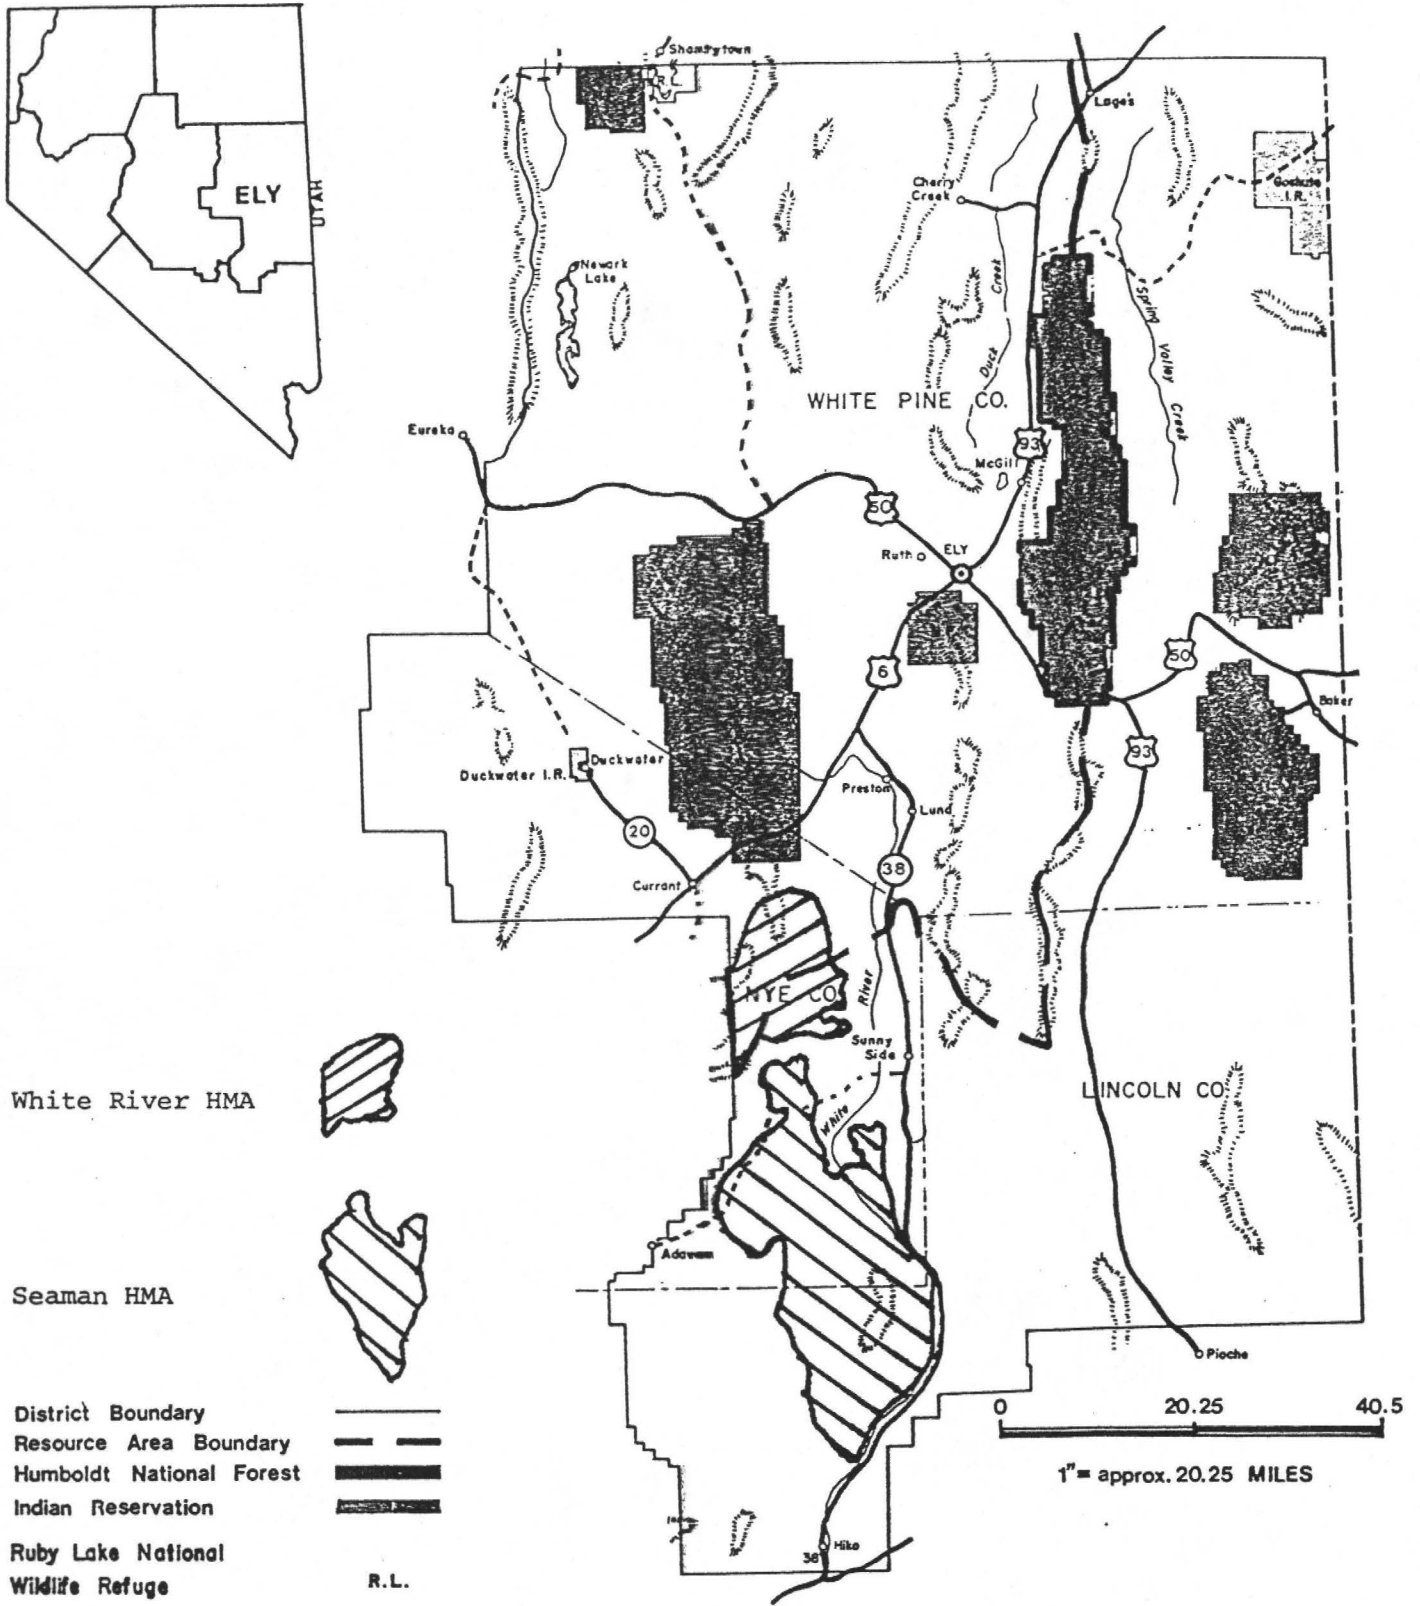 ELY
UTAH
Shantytown
R.L.
Lage's
Goshute
I.R.
Cherry
Creek
Newark
Lake
Duck Creek
Spring Valley Creek
WHITE PINE CO.
Eureka
93
McGill
50
Ruth
ELY
6
50
Baker
93
Duckwater
Duckwater I.R.
Preston
Lund
20
38
Currant
NYE CO.
White River
Sunny
Side
LINCOLN CO.
Adaven
Pioche
Hiko
38
White River HMA
Seaman HMA
District Boundary
Resource Area Boundary
Humboldt National Forest
Indian Reservation
Ruby Lake National
Wildlife Refuge R.L.
0 20.25 40.5
1"= approx. 20.25 MILES